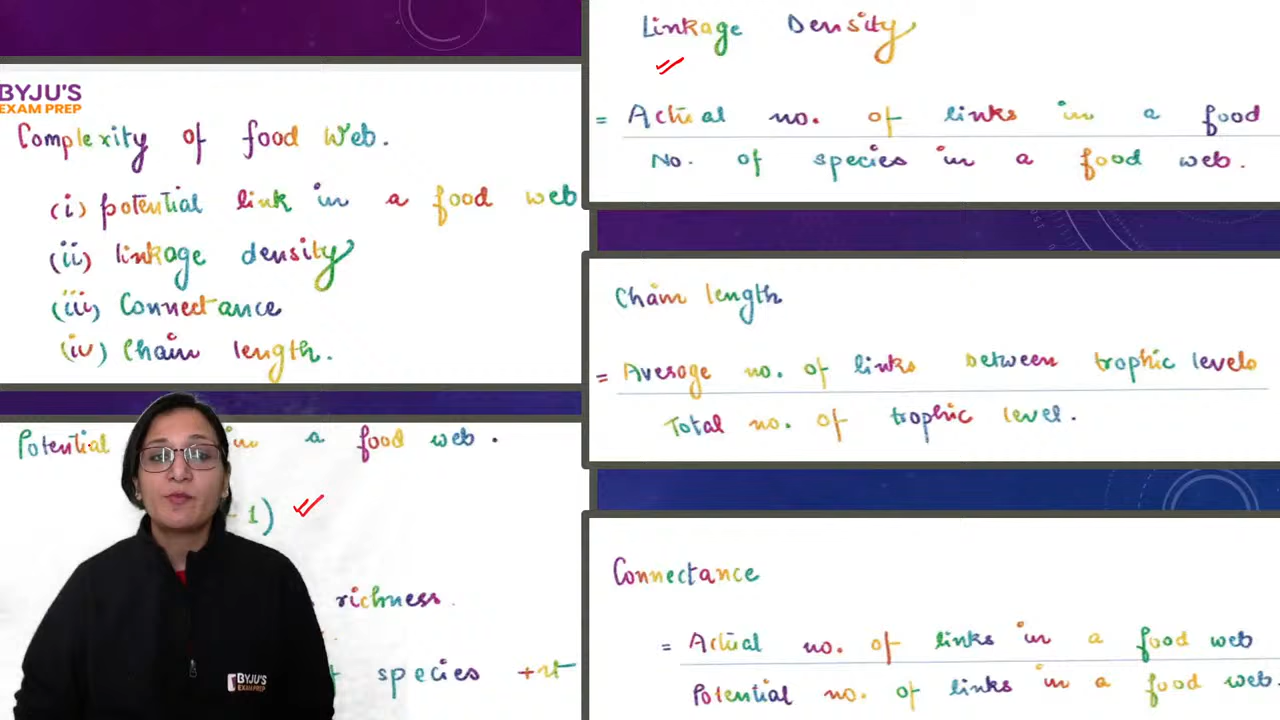 BYJU'S
EXAM PREP
Complexity of food Web.
(i) potential link in a food web
(ii) linkage density
(iii) Connectance
(iv) Chain length.
Potential in a food web.
- 1)
richness.
species
Linkage Density
= Actual no. of links in a food
No. of species in a food web.
Chain length
= Average no. of links between trophic levels
Total no. of trophic level.
Connectance
= Actual no. of links in a food web
Potential no. of links in a food web.
BYJU'S
EXAM PREP